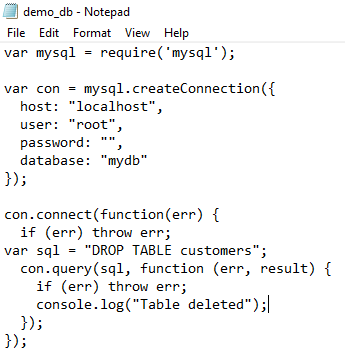 demo_db - Notepad
File Edit Format View Help
var mysql = require('mysql');
var con = mysql.createConnection({
  host: "localhost",
  user: "root",
  password: "",
  database: "mydb"
});
con.connect(function(err) {
  if (err) throw err;
var sql = "DROP TABLE customers";
  con.query(sql, function (err, result) {
    if (err) throw err;
    console.log("Table deleted");
  });
});